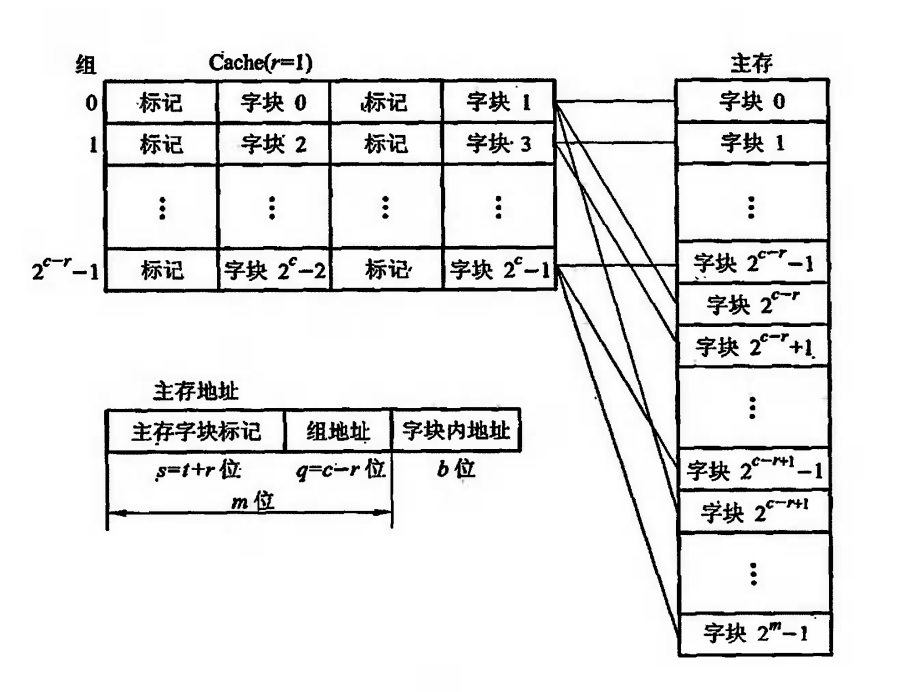 组 Cache(r=1) 主存
0 标记 字块 0 标记 字块 1 字块 0
1 标记 字块 2 标记 字块 3 字块 1
⋮ ⋮ ⋮ ⋮ ⋮
2^{c-r}-1 标记 字块 2^c-2 标记 字块 2^c-1 字块 2^{c-r}-1
字块 2^{c-r}
字块 2^{c-r}+1
⋮
字块 2^{c-r+1}-1
字块 2^{c-r+1}
⋮
字块 2^m-1
主存地址
主存字块标记 组地址 字块内地址
s=t+r 位 q=c-r 位 b 位
m 位